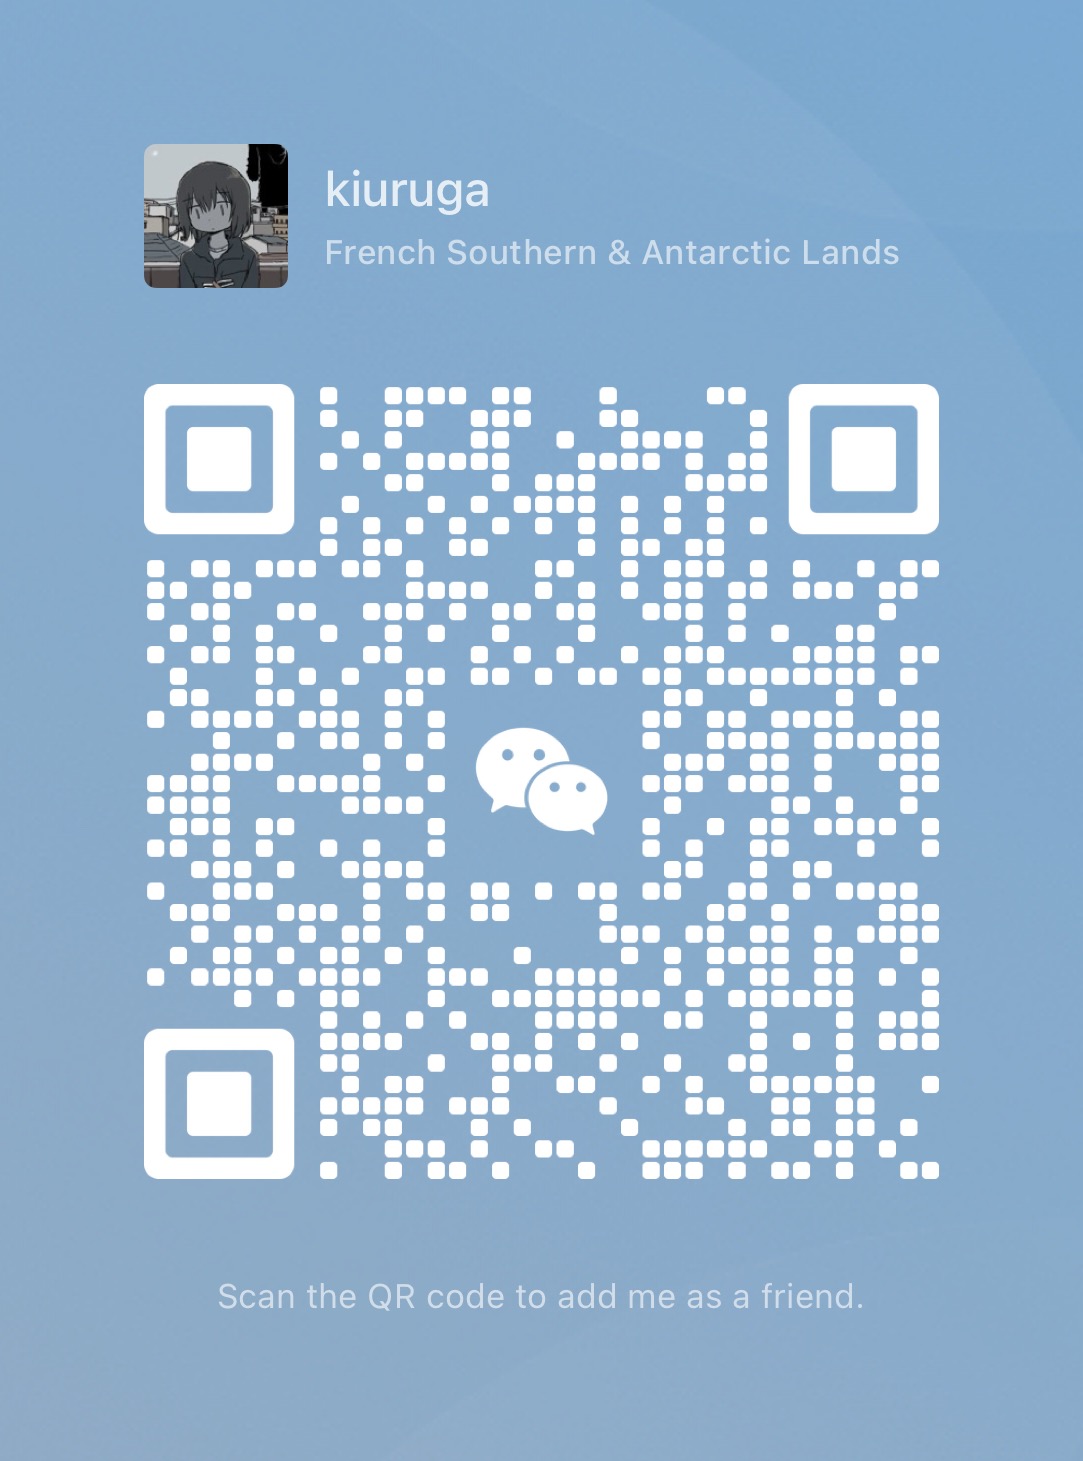 kiuruga
French Southern & Antarctic Lands
Scan the QR code to add me as a friend.